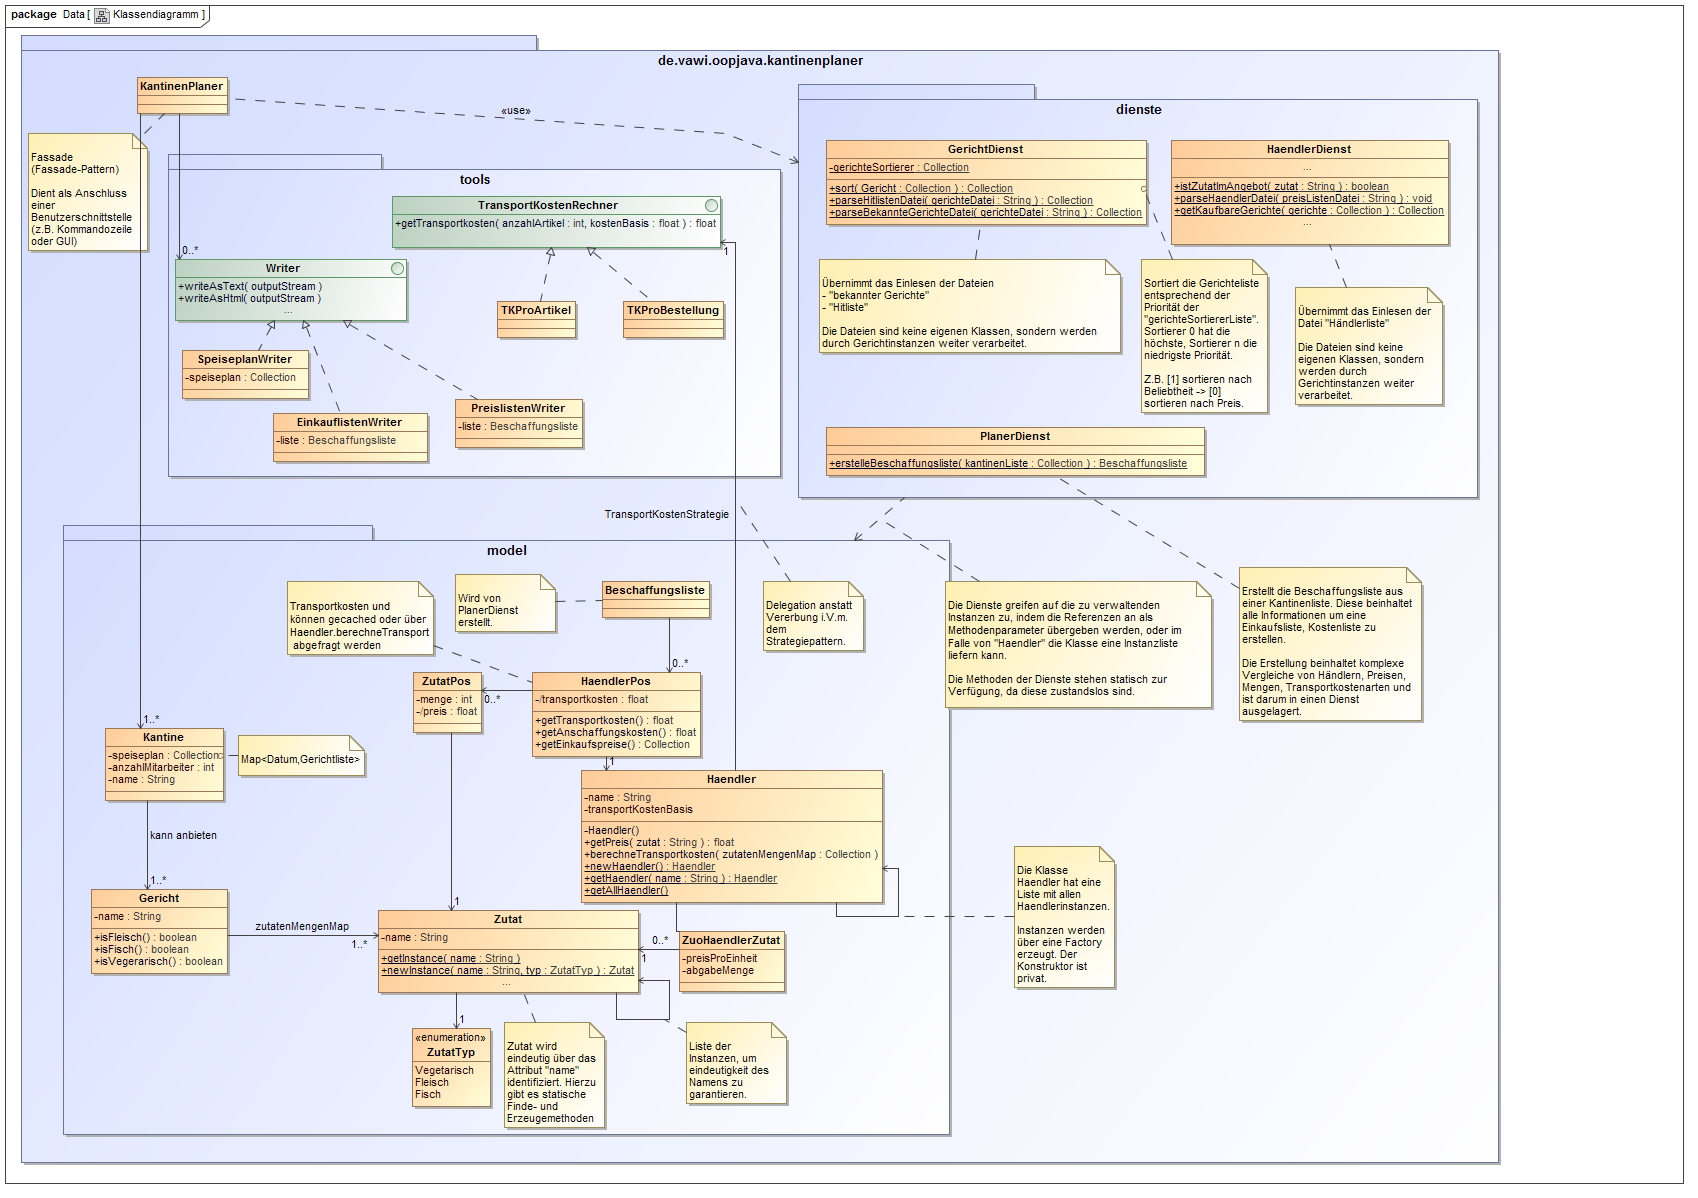 package Data [ Klassendiagramm ]
de.vawi.oopjava.kantinenplaner
KantinenPlaner
«use»
Fassade
(Fassade-Pattern)
Dient als Anschluss
einer
Benutzerschnittstelle
(z.B. Kommandozeile
oder GUI)
0..*
tools
TransportKostenRechner
+getTransportkosten( anzahlArtikel : int, kostenBasis : float ) : float
1
Writer
+writeAsText( outputStream )
+writeAsHtml( outputStream )
...
TKProArtikel
TKProBestellung
SpeiseplanWriter
-speiseplan : Collection
EinkauflistenWriter
-liste : Beschaffungsliste
PreislistenWriter
-liste : Beschaffungsliste
dienste
GerichtDienst
-gerichteSortierer : Collection
+sort( Gericht : Collection ) : Collection
+parseHitlistenDatei( gerichteDatei : String ) : Collection
+parseBekannteGerichteDatei( gerichteDatei : String ) : Collection
HaendlerDienst
...
+istZutatImAngebot( zutat : String ) : boolean
+parseHaendlerDatei( preisListenDatei : String ) : void
+getKaufbareGerichte( gerichte : Collection ) : Collection
...
Übernimmt das Einlesen der Dateien
- "bekannter Gerichte"
- "Hitliste"
Die Dateien sind keine eigenen Klassen, sondern werden
durch Gerichtinstanzen weiter verarbeitet.
Sortiert die Gerichteliste
entsprechend der
Priorität der
"gerichteSortiererListe".
Sortierer 0 hat die
höchste, Sortierer n die
niedrigste Priorität.
Z.B. [1] sortieren nach
Beliebtheit -> [0]
sortieren nach Preis.
Übernimmt das Einlesen der
Datei "Händlerliste"
Die Dateien sind keine
eigenen Klassen, sondern
werden durch
Gerichtinstanzen weiter
verarbeitet.
PlanerDienst
+erstelleBeschaffungsliste( kantinenListe : Collection ) : Beschaffungsliste
TransportKostenStrategie
model
Transportkosten und
können gecached oder über
Haendler.berechneTransport
abgefragt werden
Wird von
PlanerDienst
erstellt.
Beschaffungsliste
Delegation anstatt
Vererbung i.V.m.
dem
Strategiepattern.
Die Dienste greifen auf die zu verwaltenden
Instanzen zu, indem die Referenzen an als
Methodenparameter übergeben werden, oder im
Falle von "Haendler" die Klasse eine Instanzliste
liefern kann.
Die Methoden der Dienste stehen statisch zur
Verfügung, da diese zustandslos sind.
Erstellt die Beschaffungsliste aus
einer Kantinenliste. Diese beinhaltet
alle Informationen um eine
Einkaufsliste, Kostenliste zu
erstellen.
Die Erstellung beinhaltet komplexe
Vergleiche von Händlern, Preisen,
Mengen, Transportkostenarten und
ist darum in einen Dienst
ausgelagert.
0..*
ZutatPos
-menge : int
-/preis : float
0..*
HaendlerPos
-/transportkosten : float
+getTransportkosten() : float
+getAnschaffungskosten() : float
+getEinkaufspreise() : Collection
1
1..*
Kantine
-speiseplan : Collection
-anzahlMitarbeiter : int
-name : String
Map<Datum,Gerichtliste>
kann anbieten
1..*
Haendler
-name : String
-transportKostenBasis
-Haendler()
+getPreis( zutat : String ) : float
+berechneTransportkosten( zutatenMengenMap : Collection )
+newHaendler() : Haendler
+getHaendler( name : String ) : Haendler
+getAllHaendler()
Die Klasse
Haendler hat eine
Liste mit allen
Haendlerinstanzen.
Instanzen werden
über eine Factory
erzeugt. Der
Konstruktor ist
privat.
Gericht
-name : String
+isFleisch() : boolean
+isFisch() : boolean
+isVegerarisch() : boolean
zutatenMengenMap
1..*
1
Zutat
-name : String
+getInstance( name : String )
+newInstance( name : String, typ : ZutatTyp ) : Zutat
...
0..*
1
ZuoHaendlerZutat
-preisProEinheit
-abgabeMenge
1
«enumeration»
ZutatTyp
Vegetarisch
Fleisch
Fisch
Zutat wird
eindeutig über das
Attribut "name"
identifiziert. Hierzu
gibt es statische
Finde- und
Erzeugemethoden
Liste der
Instanzen, um
eindeutigkeit des
Namens zu
garantieren.